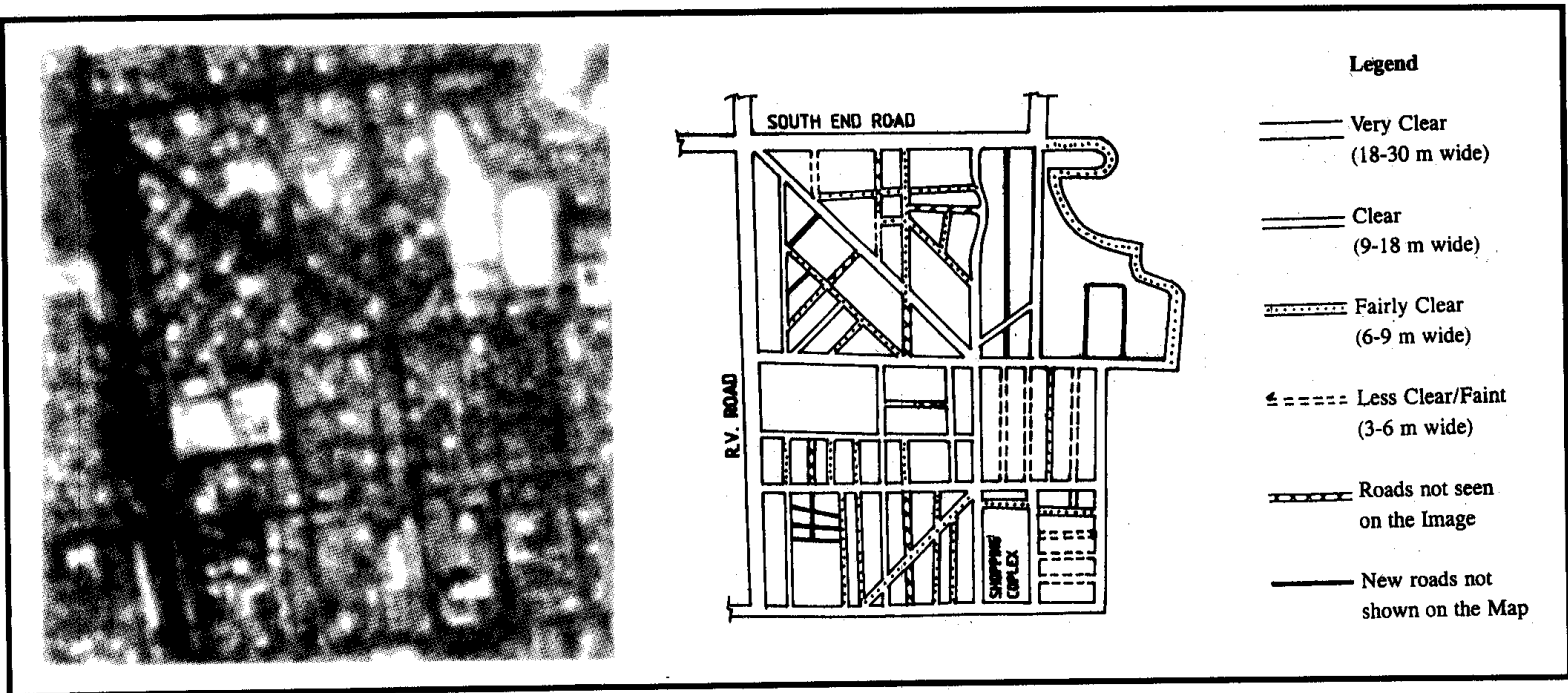 SOUTH END ROAD
R.V. ROAD
SHOPPING
COPLEX
Legend
Very Clear
(18-30 m wide)
Clear
(9-18 m wide)
Fairly Clear
(6-9 m wide)
Less Clear/Faint
(3-6 m wide)
Roads not seen
on the Image
New roads not
shown on the Map